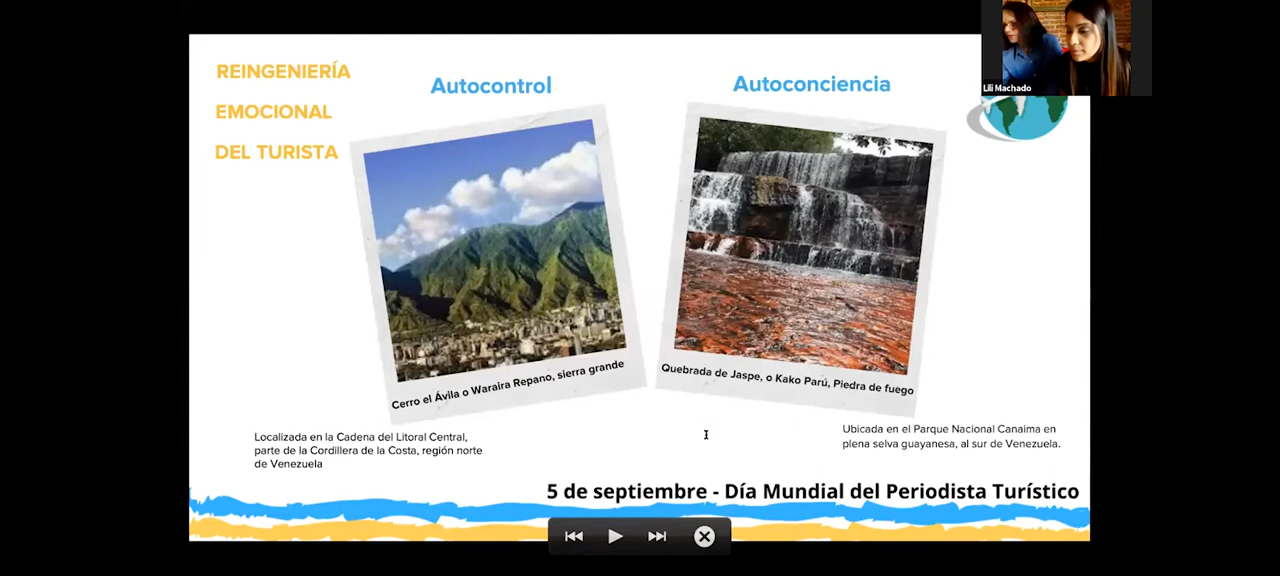 REINGENIERÍA
EMOCIONAL
DEL TURISTA
Autocontrol
Autoconciencia
Lili Machado
Cerro el Ávila o Waraira Repano, sierra grande
Quebrada de Jaspe, o Kako Parú, Piedra de fuego
Localizada en la Cadena del Litoral Central,
parte de la Cordillera de la Costa, región norte
de Venezuela
Ubicada en el Parque Nacional Canaima en
plena selva guayanesa, al sur de Venezuela.
5 de septiembre - Día Mundial del Periodista Turístico